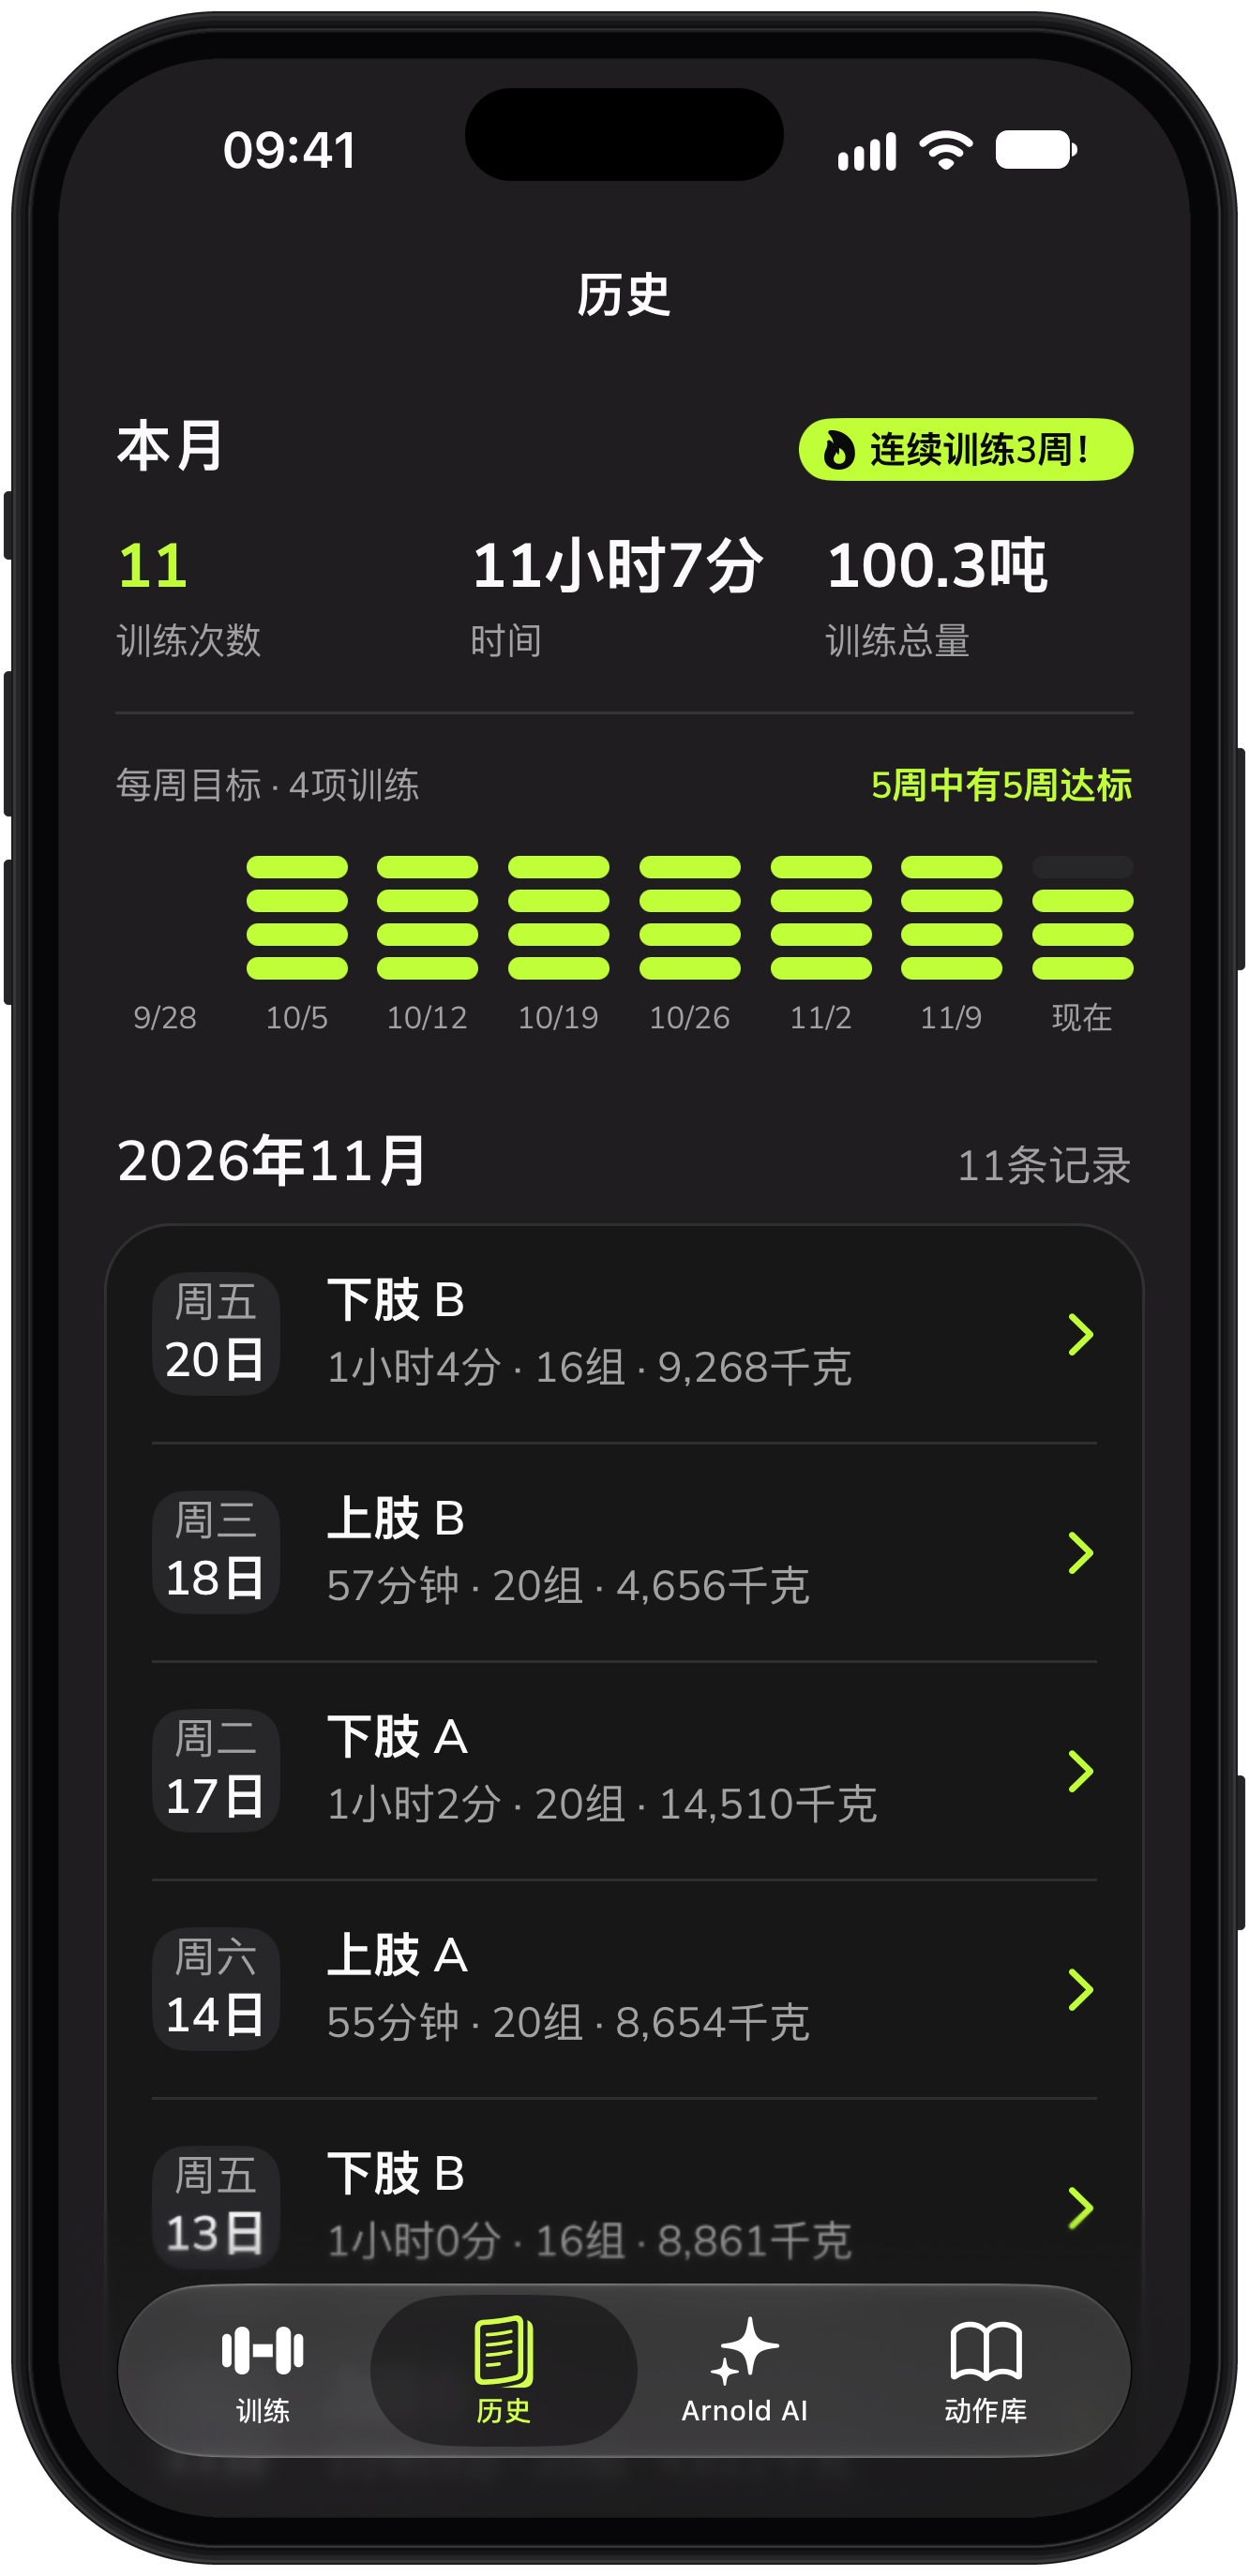 09:41
历史
本月
连续训练3周！
11
11小时7分
100.3吨
训练次数
时间
训练总量
每周目标 · 4项训练
5周中有5周达标
9/28
10/5
10/12
10/19
10/26
11/2
11/9
现在
2026年11月
11条记录
周五
20日
下肢 B
1小时4分 · 16组 · 9,268千克
周三
18日
上肢 B
57分钟 · 20组 · 4,656千克
周二
17日
下肢 A
1小时2分 · 20组 · 14,510千克
周六
14日
上肢 A
55分钟 · 20组 · 8,654千克
周五
13日
下肢 B
1小时0分 · 16组 · 8,861千克
训练
历史
Arnold AI
动作库